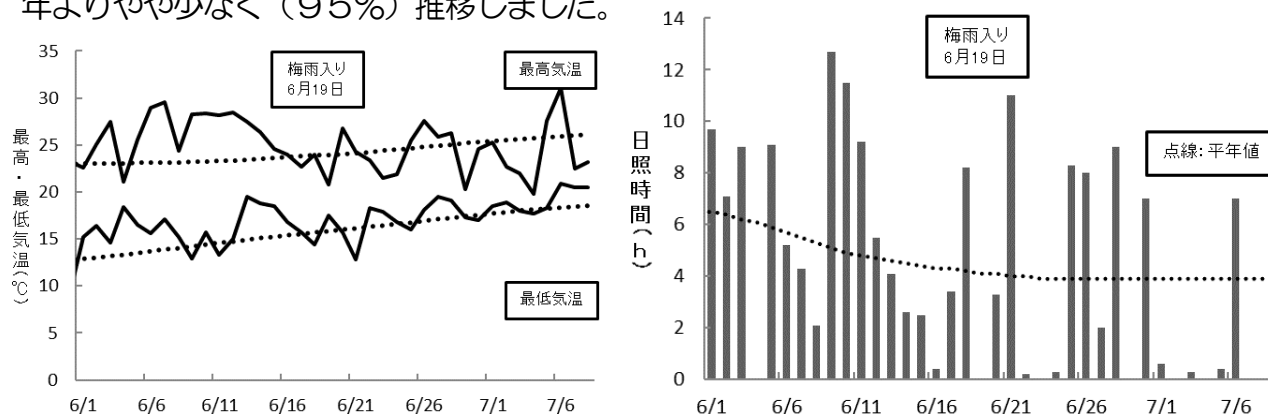 年よりやや少なく（95%）推移しました。
35
30
25
20
15
10
5
0
最高・最低気温(℃)
梅雨入り
6月19日
最高気温
最低気温
6/1 6/6 6/11 6/16 6/21 6/26 7/1 7/6
14
12
10
8
6
4
2
0
日照時間(h)
梅雨入り
6月19日
点線:平年値
6/1 6/6 6/11 6/16 6/21 6/26 7/1 7/6